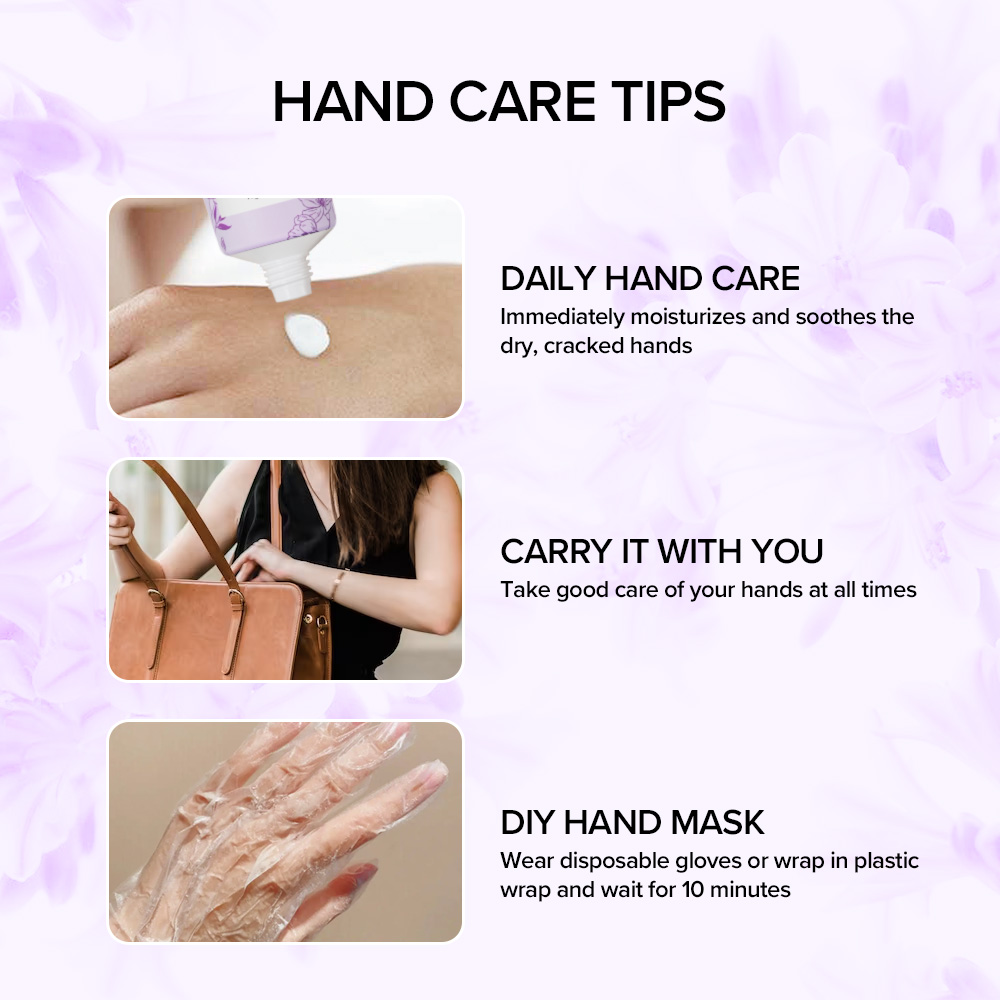 HAND CARE TIPS
DAILY HAND CARE
Immediately moisturizes and soothes the
dry, cracked hands
CARRY IT WITH YOU
Take good care of your hands at all times
DIY HAND MASK
Wear disposable gloves or wrap in plastic
wrap and wait for 10 minutes